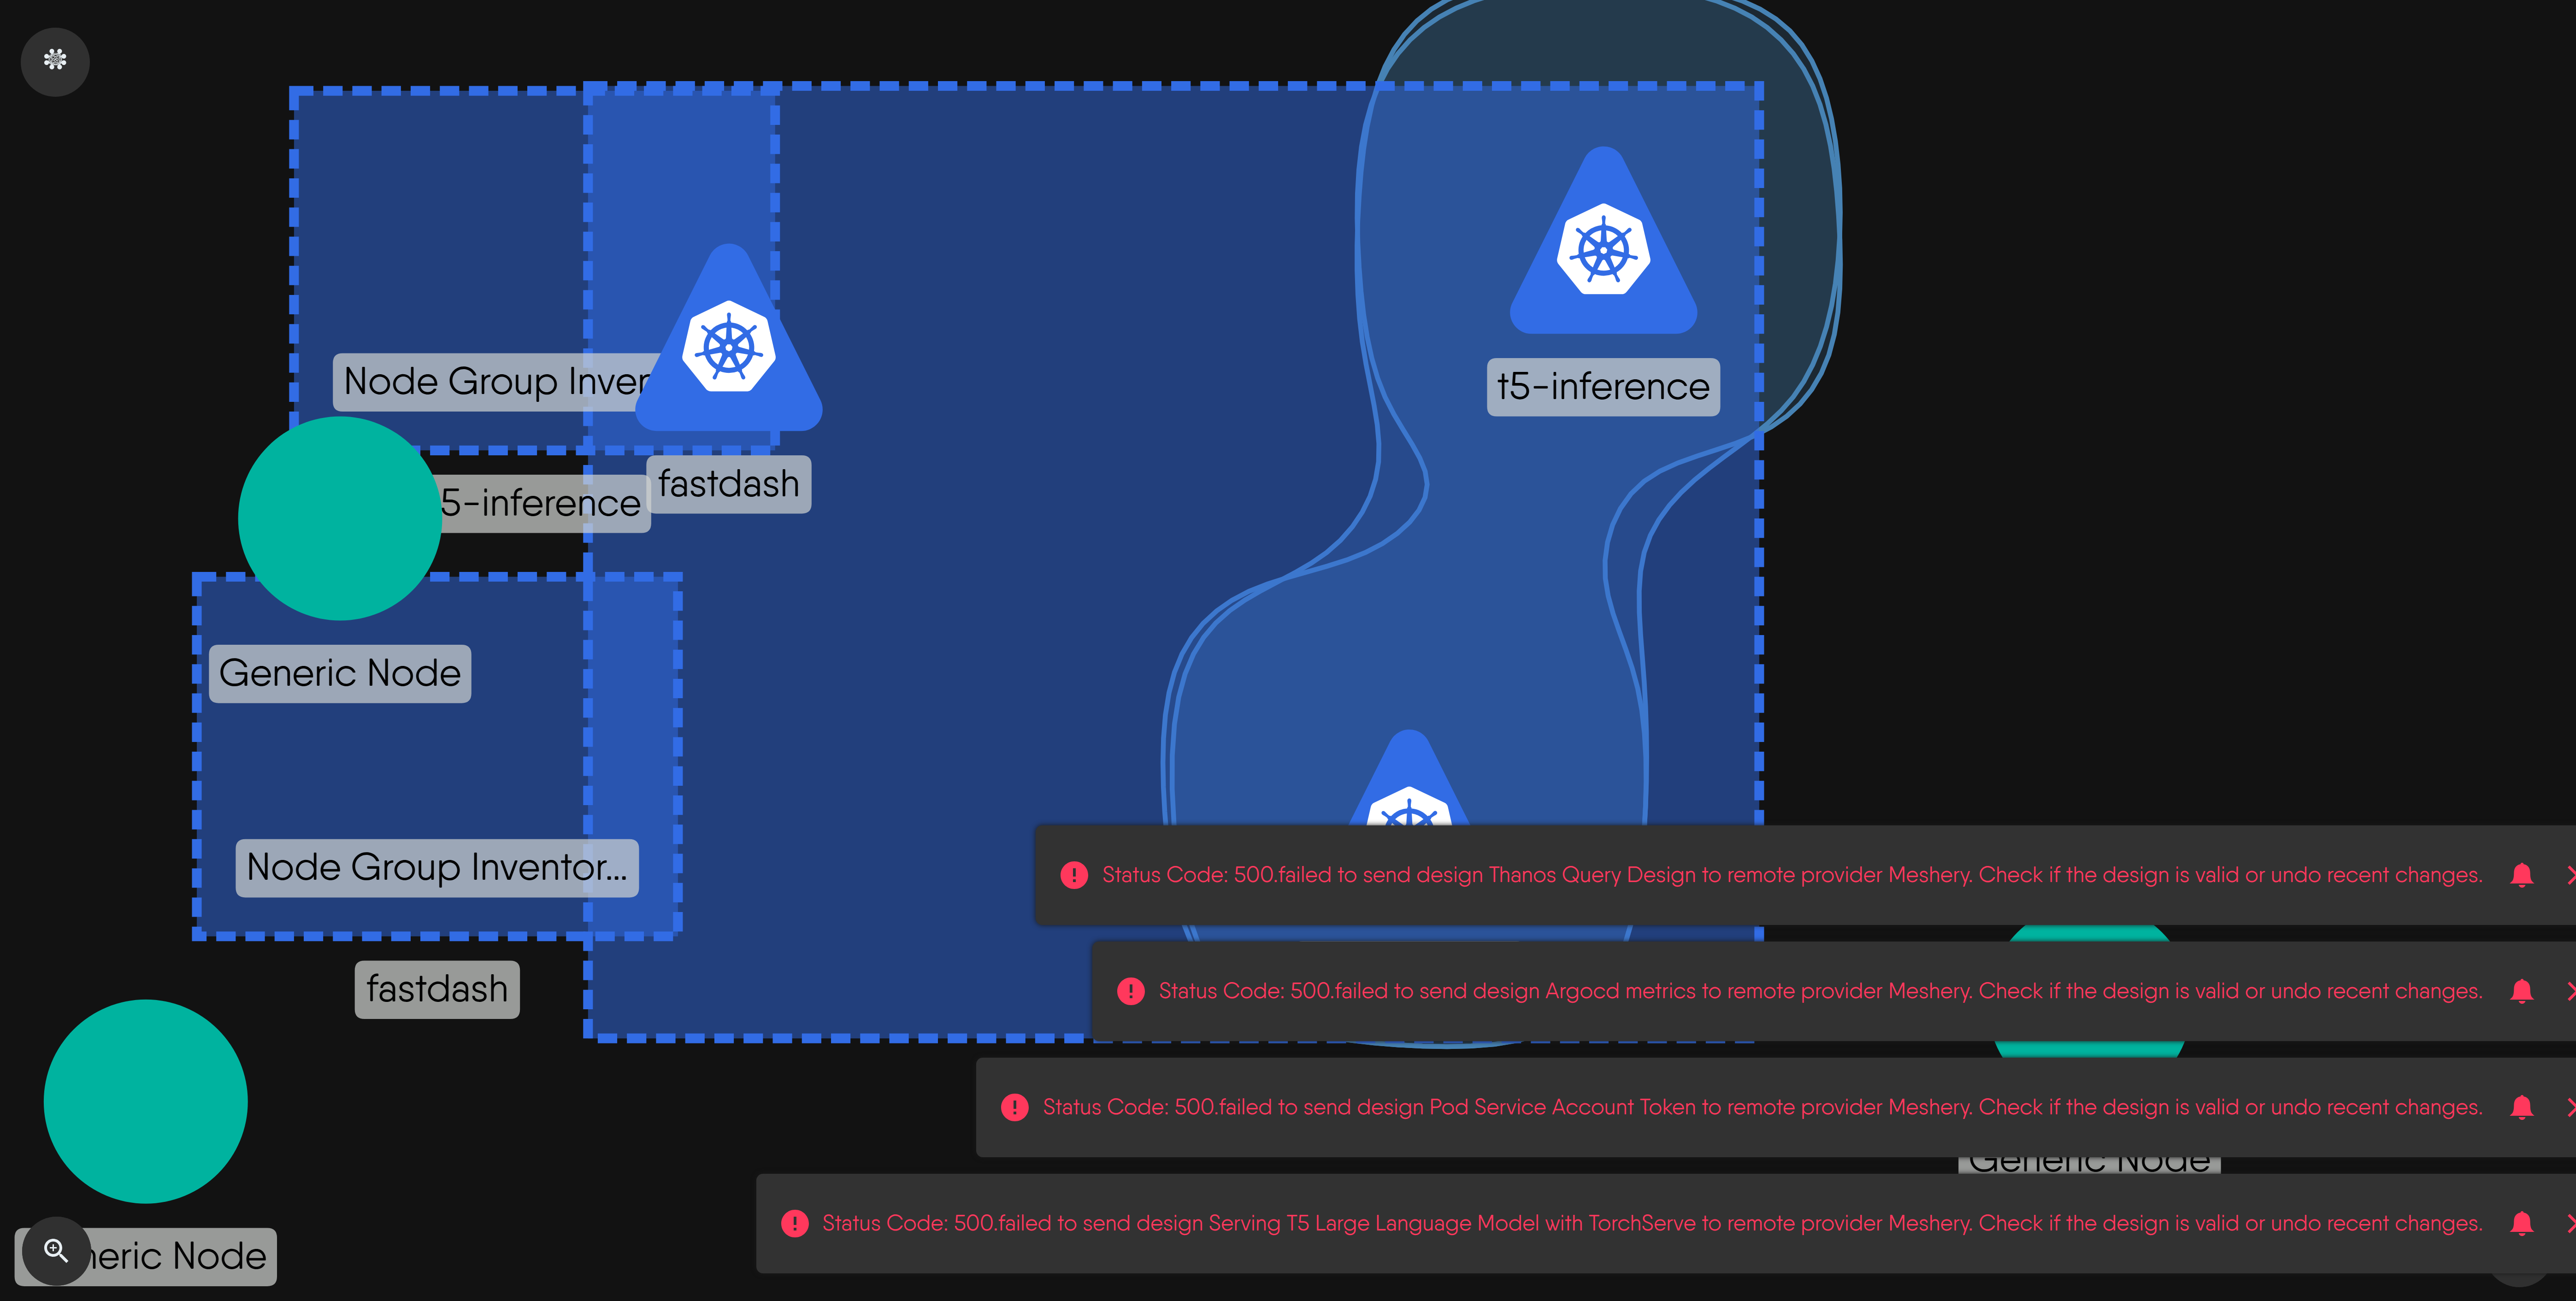 t5-inference
Node Group Inver
fastdash
5-inference
Generic Node
Node Group Inventor...
fastdash
Status Code: 500.failed to send design Thanos Query Design to remote provider Meshery. Check if the design is valid or undo recent changes.
Status Code: 500.failed to send design Argocd metrics to remote provider Meshery. Check if the design is valid or undo recent changes.
Status Code: 500.failed to send design Pod Service Account Token to remote provider Meshery. Check if the design is valid or undo recent changes.
Generic Node
Status Code: 500.failed to send design Serving T5 Large Language Model with TorchServe to remote provider Meshery. Check if the design is valid or undo recent changes.
neric Node